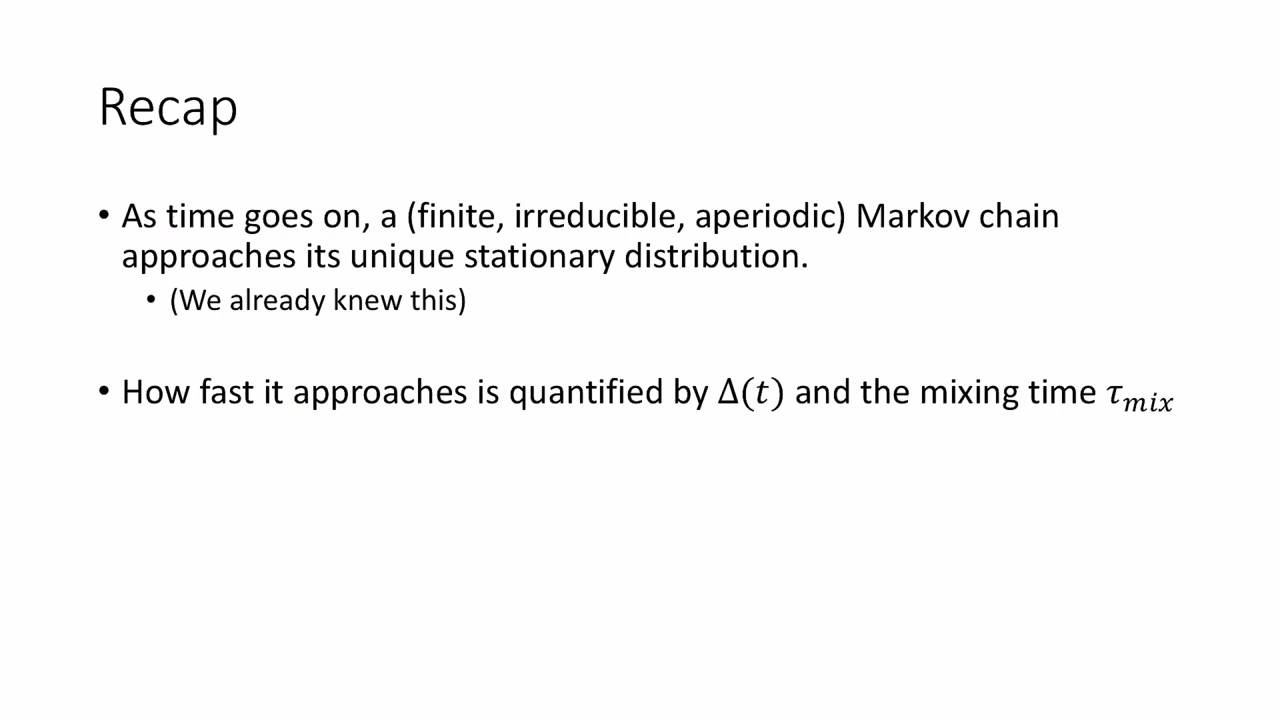 Recap
• As time goes on, a (finite, irreducible, aperiodic) Markov chain
approaches its unique stationary distribution.
• (We already knew this)
• How fast it approaches is quantified by Δ(𝑡) and the mixing time 𝜏𝑚𝑖𝑥